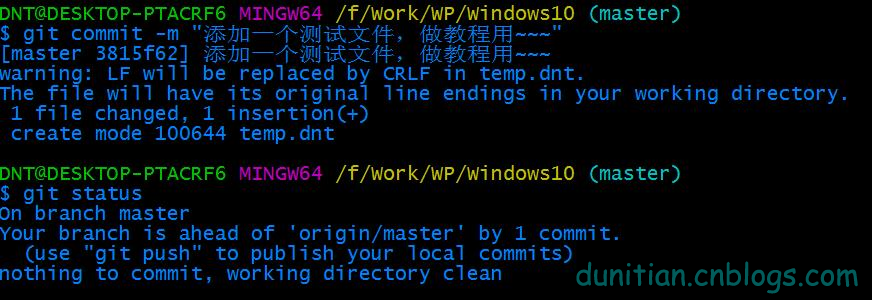 DNT@DESKTOP-PTACRF6 MINGW64 /f/Work/WP/Windows10 (master)
$ git commit -m "添加一个测试文件，做教程用~~~"
[master 3815f62] 添加一个测试文件，做教程用~~~
warning: LF will be replaced by CRLF in temp.dnt.
The file will have its original line endings in your working directory.
 1 file changed, 1 insertion(+)
 create mode 100644 temp.dnt

DNT@DESKTOP-PTACRF6 MINGW64 /f/Work/WP/Windows10 (master)
$ git status
On branch master
Your branch is ahead of 'origin/master' by 1 commit.
  (use "git push" to publish your local commits)
nothing to commit, working directory clean
dunitian.cnblogs.com